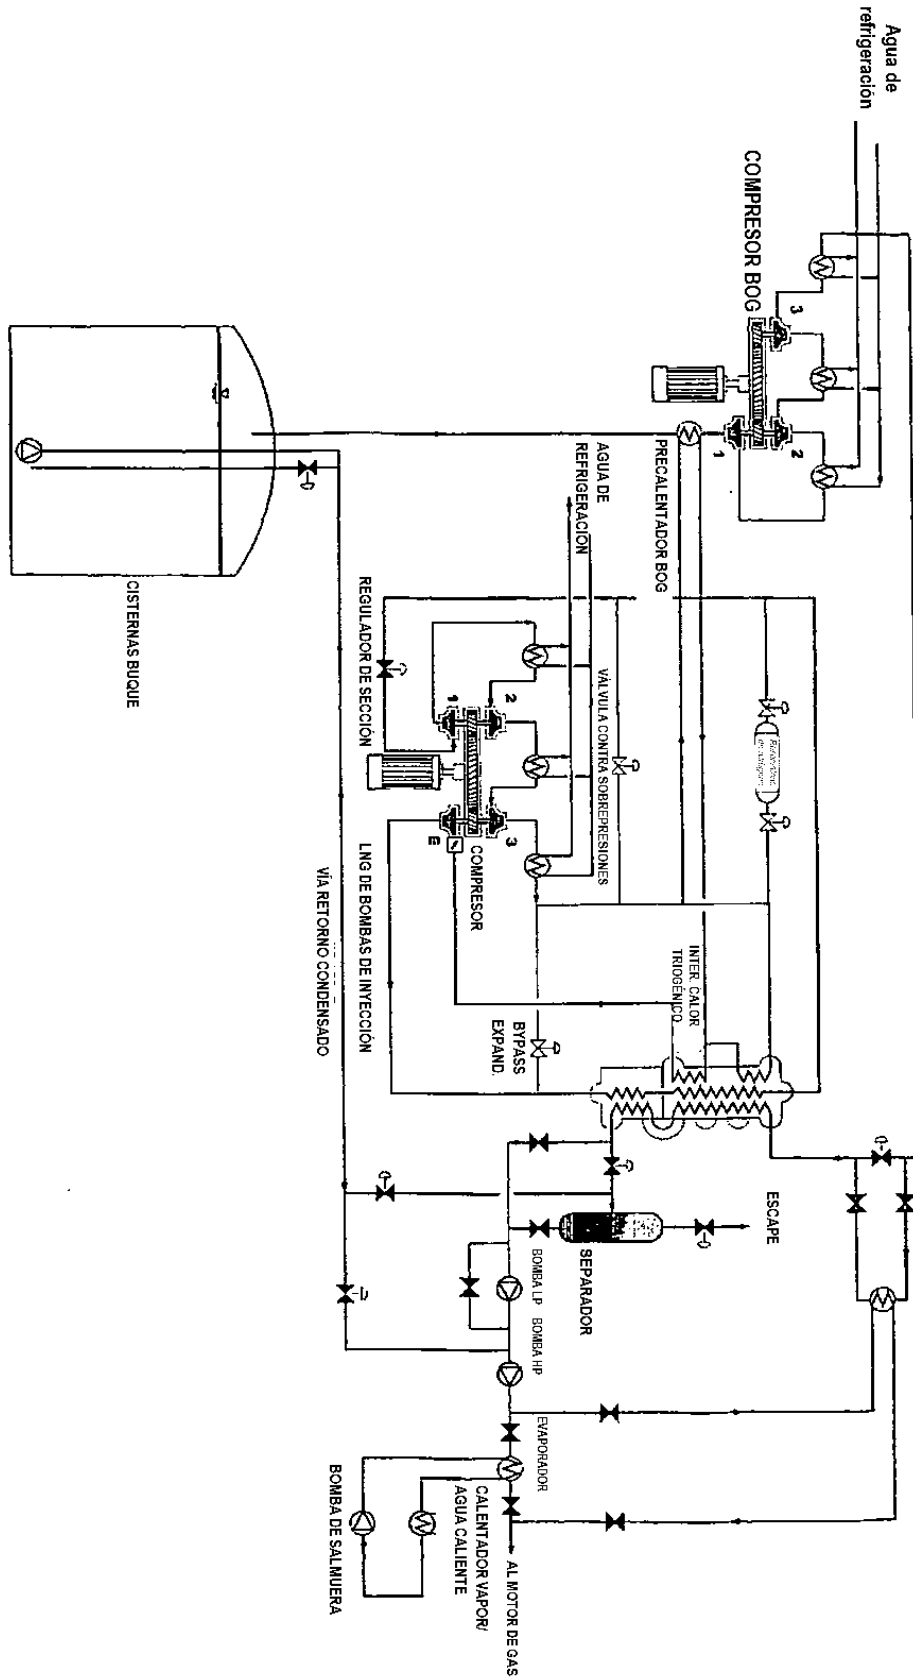 Agua de
refrigeración
COMPRESOR BOG
3
1
2
PRECALENTADOR BOG
AGUA DE
REFRIGERACIÓN
CISTERNAS BUQUE
REGULADOR DE SECCIÓN
VÁLVULA CONTRA SOBREPRESIONES
1
2
E
3
COMPRESOR
LNG DE BOMBAS DE INYECCIÓN
VÍA RETORNO CONDENSADO
INTER. CALOR
TRIOGÉNICO
BYPASS
EXPAND.
ESCAPE
SEPARADOR
BOMBA LP
BOMBA HP
EVAPORADOR
CALENTADOR VAPOR/
AGUA CALIENTE
BOMBA DE SALMUERA
AL MOTOR DE GAS